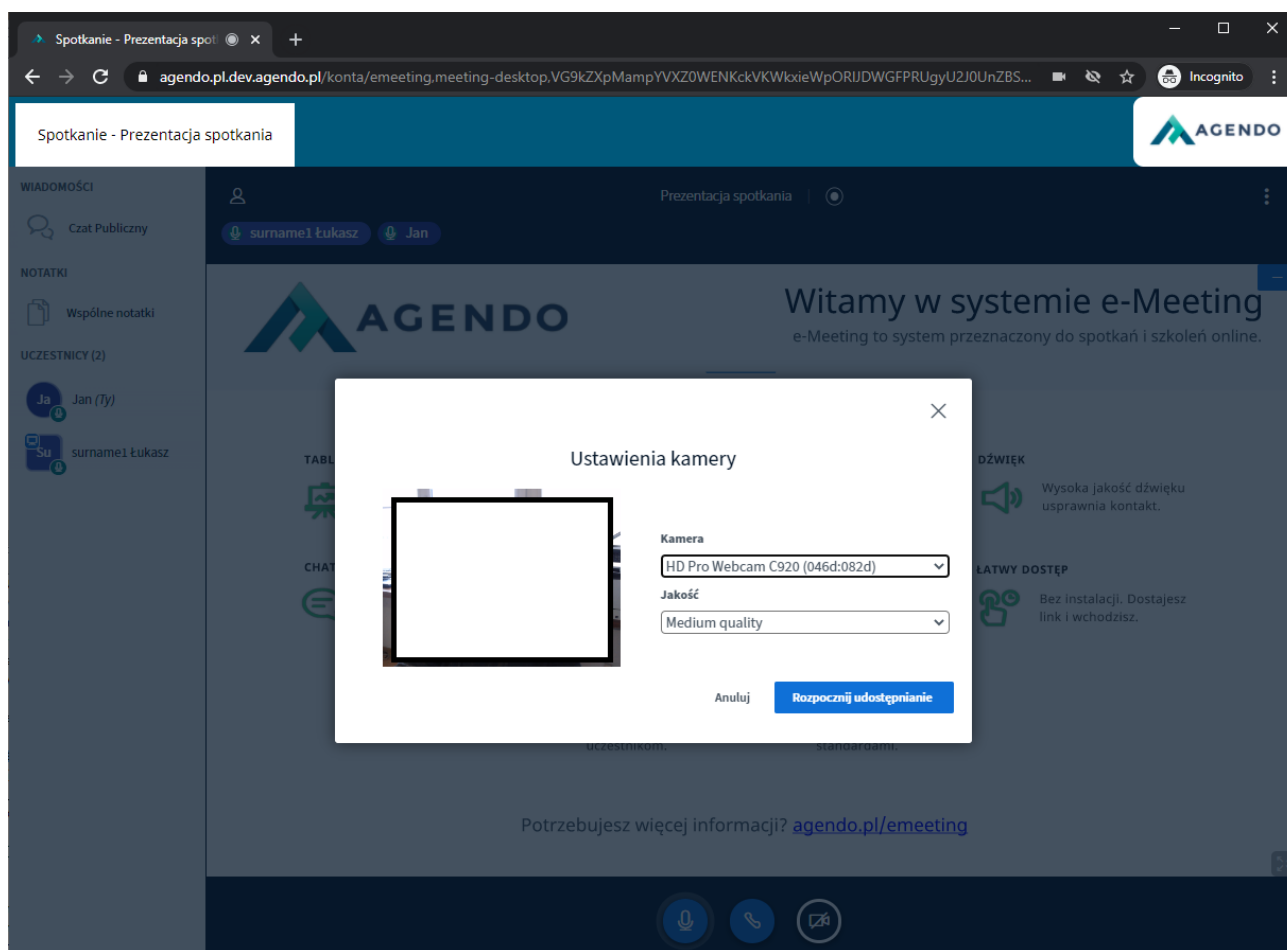 Spotkanie - Prezentacja spot
agendo.pl.dev.agendo.pl/konta/emeeting,meeting-desktop,VG9kZXpMampYVXZ0WENKckVKWkxieWpORlJDWGFPRUgyU2J0UnZBS...
Incognito
Spotkanie - Prezentacja spotkania
AGENDO
WIADOMOŚCI
Czat Publiczny
NOTATKI
Wspólne notatki
UCZESTNICY (2)
Ja Jan (Ty)
Su surname1 Łukasz
Prezentacja spotkania
surname1 Łukasz Jan
AGENDO
Witamy w systemie e-Meeting
e-Meeting to system przeznaczony do spotkań i szkoleń online.
TABL
CHAT
DŹWIĘK
Wysoka jakość dźwięku
usprawnia kontakt.
ŁATWY DOSTĘP
Bez instalacji. Dostajesz
link i wchodzisz.
Ustawienia kamery
Kamera
HD Pro Webcam C920 (046d:082d)
Jakość
Medium quality
Anuluj Rozpocznij udostępnianie
uczestnikom. standardami.
Potrzebujesz więcej informacji? agendo.pl/emeeting